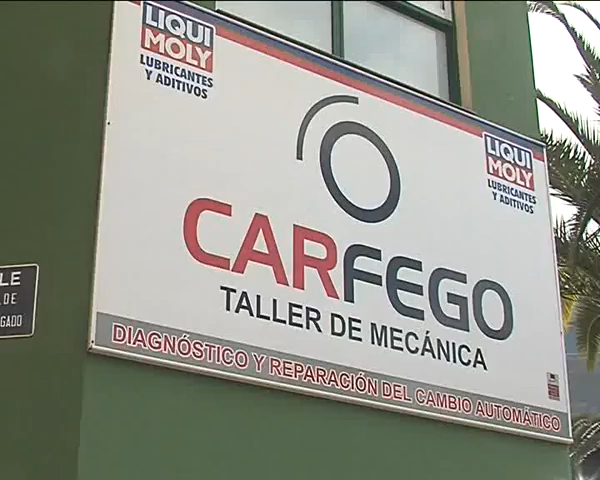 LIQUI
MOLY
LUBRICANTES
Y ADITIVOS
LIQUI
MOLY
LUBRICANTES
Y ADITIVOS
CARFEGO
TALLER DE MECÁNICA
DIAGNÓSTICO Y REPARACIÓN DEL CAMBIO AUTOMÁTICO
LE
DE
GADO